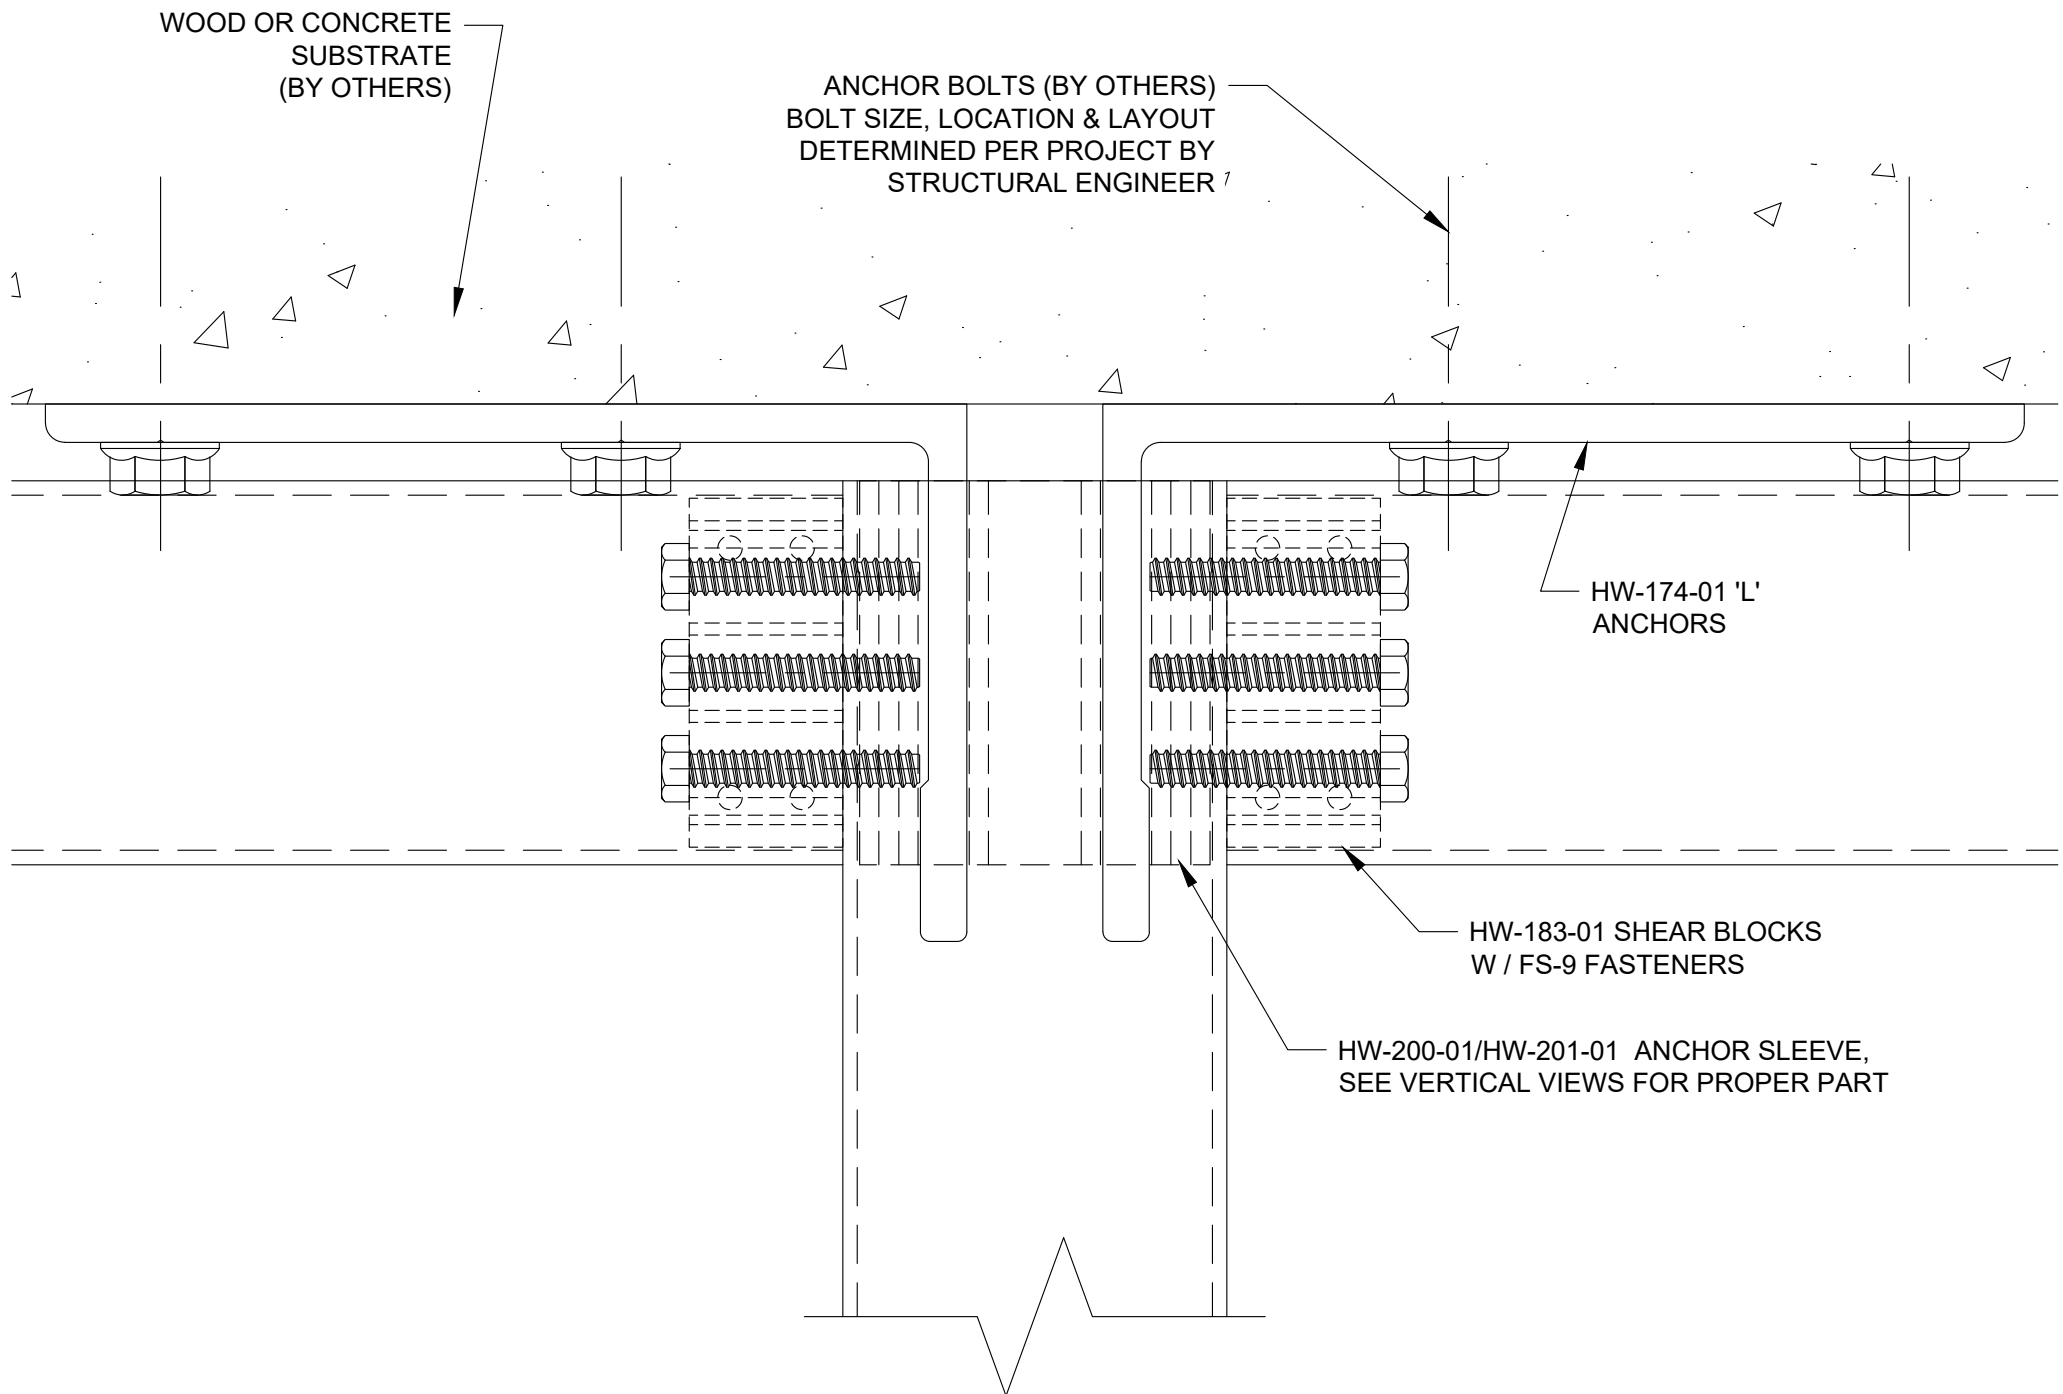 WOOD OR CONCRETE
SUBSTRATE
(BY OTHERS)
ANCHOR BOLTS (BY OTHERS)
BOLT SIZE, LOCATION & LAYOUT
DETERMINED PER PROJECT BY
STRUCTURAL ENGINEER
HW-174-01 'L'
ANCHORS
HW-183-01 SHEAR BLOCKS
W / FS-9 FASTENERS
HW-200-01/HW-201-01 ANCHOR SLEEVE,
SEE VERTICAL VIEWS FOR PROPER PART